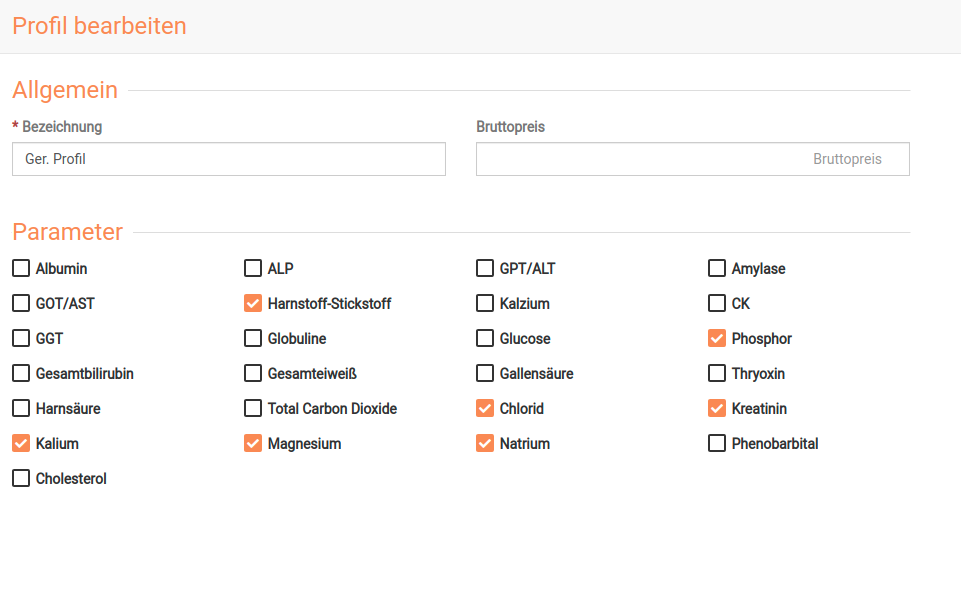 Profil bearbeiten
Allgemein
* Bezeichnung Bruttopreis
Ger. Profil Bruttopreis
Parameter
Albumin ALP GPT/ALT Amylase
GOT/AST Harnstoff-Stickstoff Kalzium CK
GGT Globuline Glucose Phosphor
Gesamtbilirubin Gesamteiweiß Gallensäure Thryoxin
Harnsäure Total Carbon Dioxide Chlorid Kreatinin
Kalium Magnesium Natrium Phenobarbital
Cholesterol